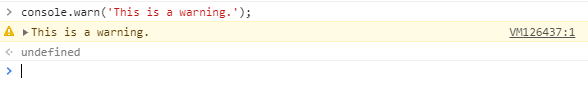 console.warn('This is a warning.');
This is a warning. VM126437:1
undefined